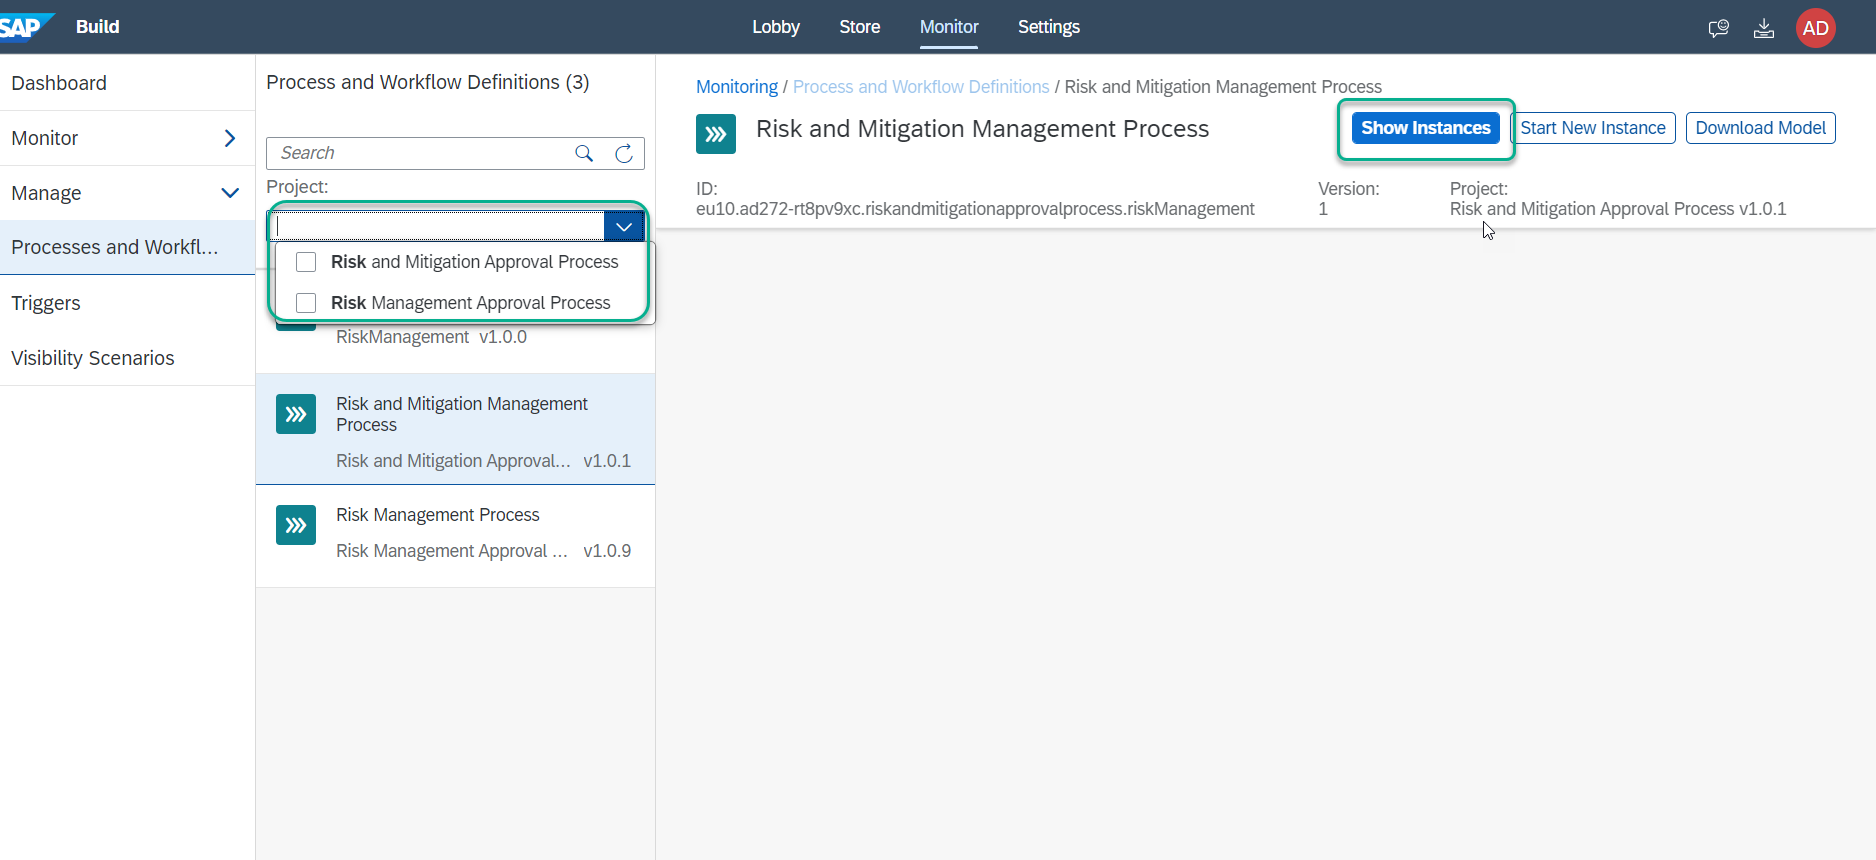 SAP Build
Lobby
Store
Monitor
Settings
AD
Dashboard
Monitor
Manage
Processes and Workfl...
Triggers
Visibility Scenarios
Process and Workflow Definitions (3)
Search
Project:
Risk and Mitigation Approval Process
Risk Management Approval Process
RiskManagement v1.0.0
Risk and Mitigation Management
Process
Risk and Mitigation Approval... v1.0.1
Risk Management Process
Risk Management Approval ... v1.0.9
Monitoring / Process and Workflow Definitions / Risk and Mitigation Management Process
Risk and Mitigation Management Process
Show Instances
Start New Instance
Download Model
ID:
eu10.ad272-rt8pv9xc.riskandmitigationapprovalprocess.riskManagement
Version:
1
Project:
Risk and Mitigation Approval Process v1.0.1